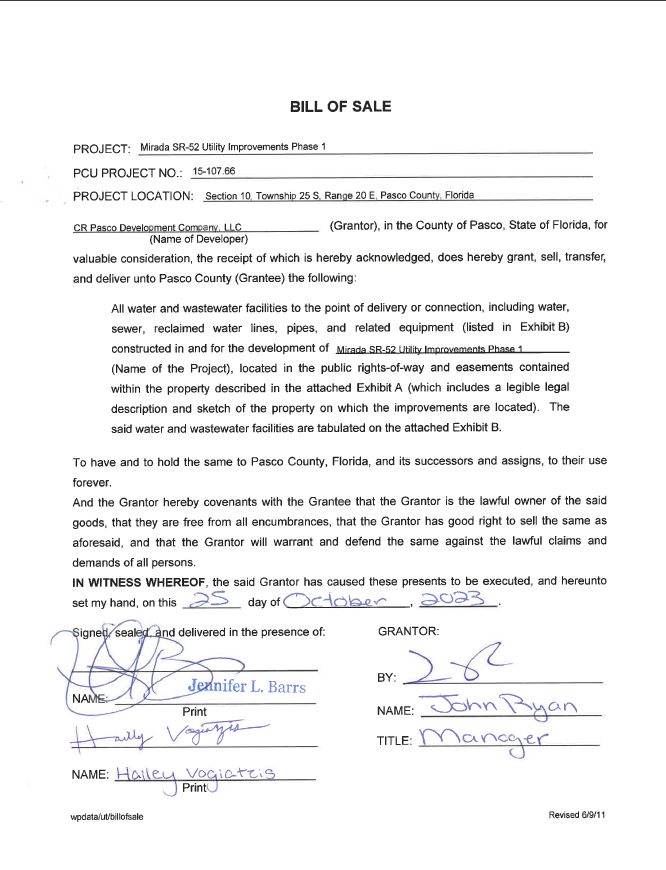 BILL OF SALE
PROJECT: Mirada SR-52 Utility Improvements Phase 1
PCU PROJECT NO.: 15-107.66
PROJECT LOCATION: Section 10, Township 25 S, Range 20 E, Pasco County, Florida
CR Pasco Development Company, LLC (Grantor), in the County of Pasco, State of Florida, for
(Name of Developer)
valuable consideration, the receipt of which is hereby acknowledged, does hereby grant, sell, transfer,
and deliver unto Pasco County (Grantee) the following:
All water and wastewater facilities to the point of delivery or connection, including water,
sewer, reclaimed water lines, pipes, and related equipment (listed in Exhibit B)
constructed in and for the development of Mirada SR-52 Utility Improvements Phase 1
(Name of the Project), located in the public rights-of-way and easements contained
within the property described in the attached Exhibit A (which includes a legible legal
description and sketch of the property on which the improvements are located). The
said water and wastewater facilities are tabulated on the attached Exhibit B.
To have and to hold the same to Pasco County, Florida, and its successors and assigns, to their use
forever.
And the Grantor hereby covenants with the Grantee that the Grantor is the lawful owner of the said
goods, that they are free from all encumbrances, that the Grantor has good right to sell the same as
aforesaid, and that the Grantor will warrant and defend the same against the lawful claims and
demands of all persons.
IN WITNESS WHEREOF, the said Grantor has caused these presents to be executed, and hereunto
set my hand, on this 25 day of October, 2023.
Signed, sealed, and delivered in the presence of:
NAME: Jennifer L. Barrs
Print
Hailey Vogiatzis
NAME: Hailey Vogiatzis
Print
GRANTOR:
BY:
NAME: John Ryan
TITLE: Manager
wpdata/ut/billofsale
Revised 6/9/11